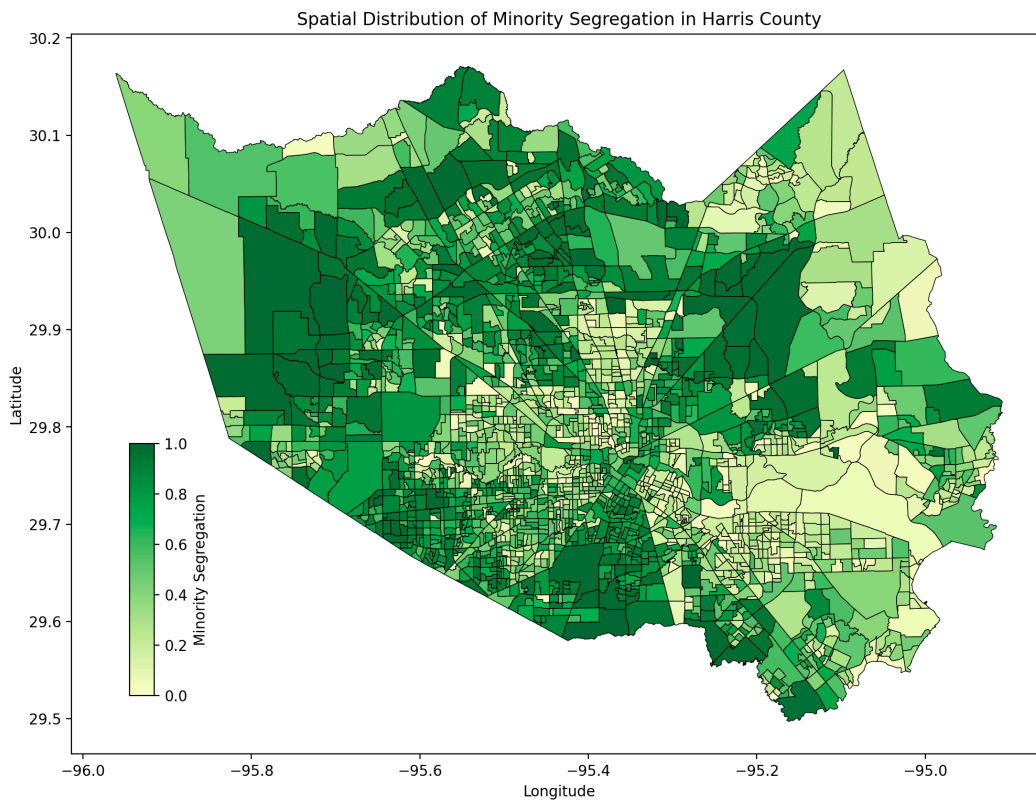 Spatial Distribution of Minority Segregation in Harris County
30.2
30.1
30.0
29.9
29.8
29.7
29.6
29.5
Latitude
1.0
0.8
0.6
0.4
0.2
0.0
Minority Segregation
−96.0 −95.8 −95.6 −95.4 −95.2 −95.0
Longitude